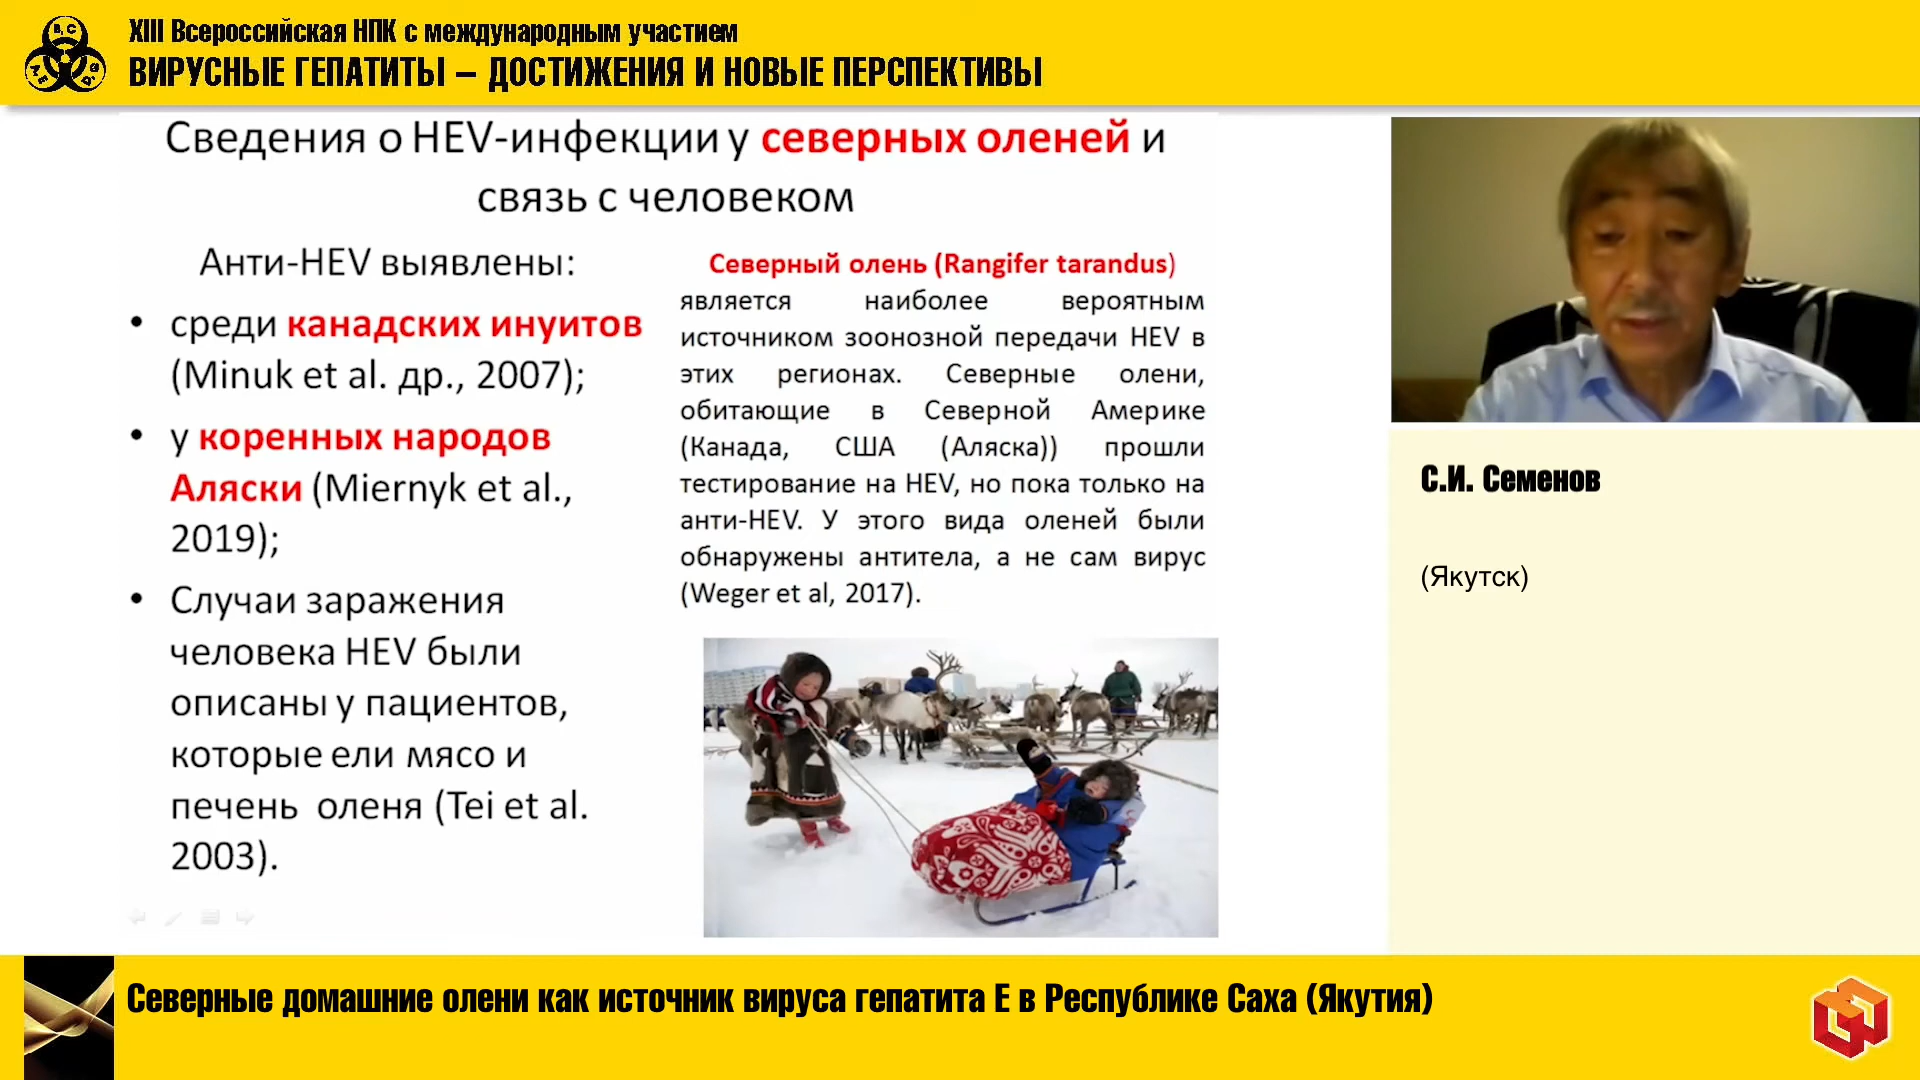 XIII Всероссийская НПК с международным участием
ВИРУСНЫЕ ГЕПАТИТЫ – ДОСТИЖЕНИЯ И НОВЫЕ ПЕРСПЕКТИВЫ
Сведения о HEV-инфекции у северных оленей и
связь с человеком
Анти-HEV выявлены:
• среди канадских инуитов
(Minuk et al. др., 2007);
• у коренных народов
Аляски (Miernyk et al.,
2019);
• Случаи заражения
человека HEV были
описаны у пациентов,
которые ели мясо и
печень оленя (Tei et al.
2003).
Северный олень (Rangifer tarandus)
является наиболее вероятным
источником зоонозной передачи HEV в
этих регионах. Северные олени,
обитающие в Северной Америке
(Канада, США (Аляска)) прошли
тестирование на HEV, но пока только на
анти-HEV. У этого вида оленей были
обнаружены антитела, а не сам вирус
(Weger et al, 2017).
С.И. Семенов
(Якутск)
Северные домашние олени как источник вируса гепатита Е в Республике Саха (Якутия)